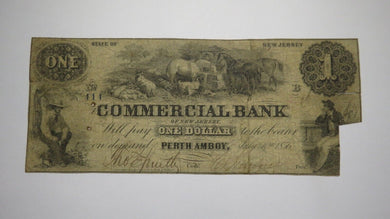 STATE OF NEW JERSEY
ONE 1
B
COMMERCIAL BANK
OF NEW JERSEY
Will pay ONE DOLLAR to the bearer
on demand PERTH AMBOY,